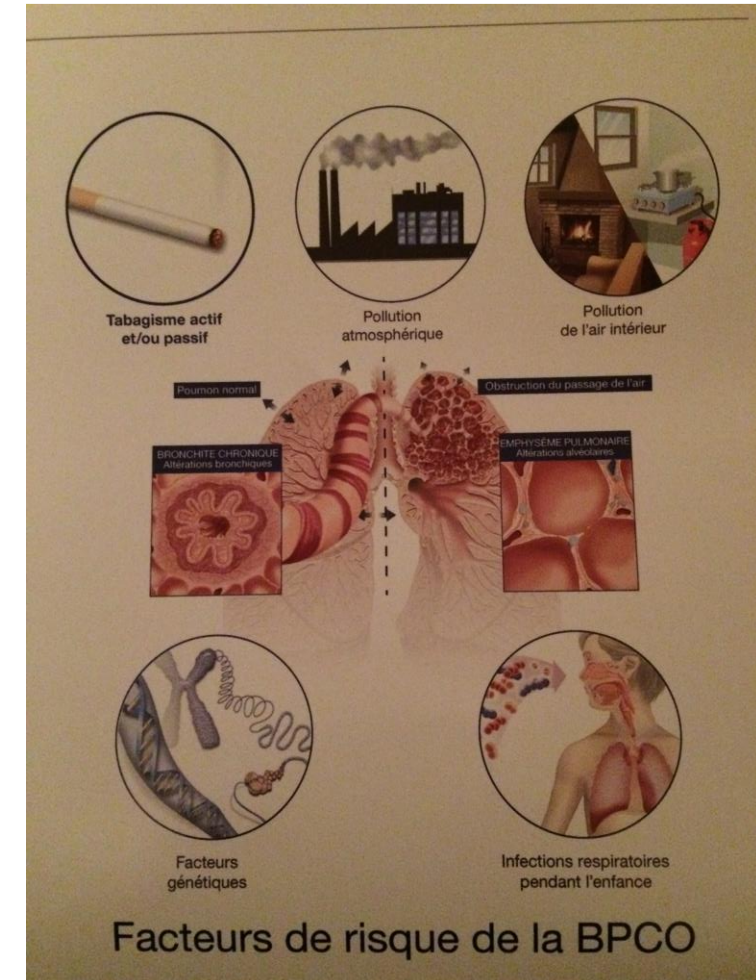 Tabagisme actif
et/ou passif
Pollution
atmosphérique
Pollution
de l'air intérieur
Poumon normal
Obstruction du passage de l'air
BRONCHITE CHRONIQUE
Altérations bronchiques
EMPHYSÈME PULMONAIRE
Altérations alvéolaires
Facteurs
génétiques
Infections respiratoires
pendant l'enfance
Facteurs de risque de la BPCO